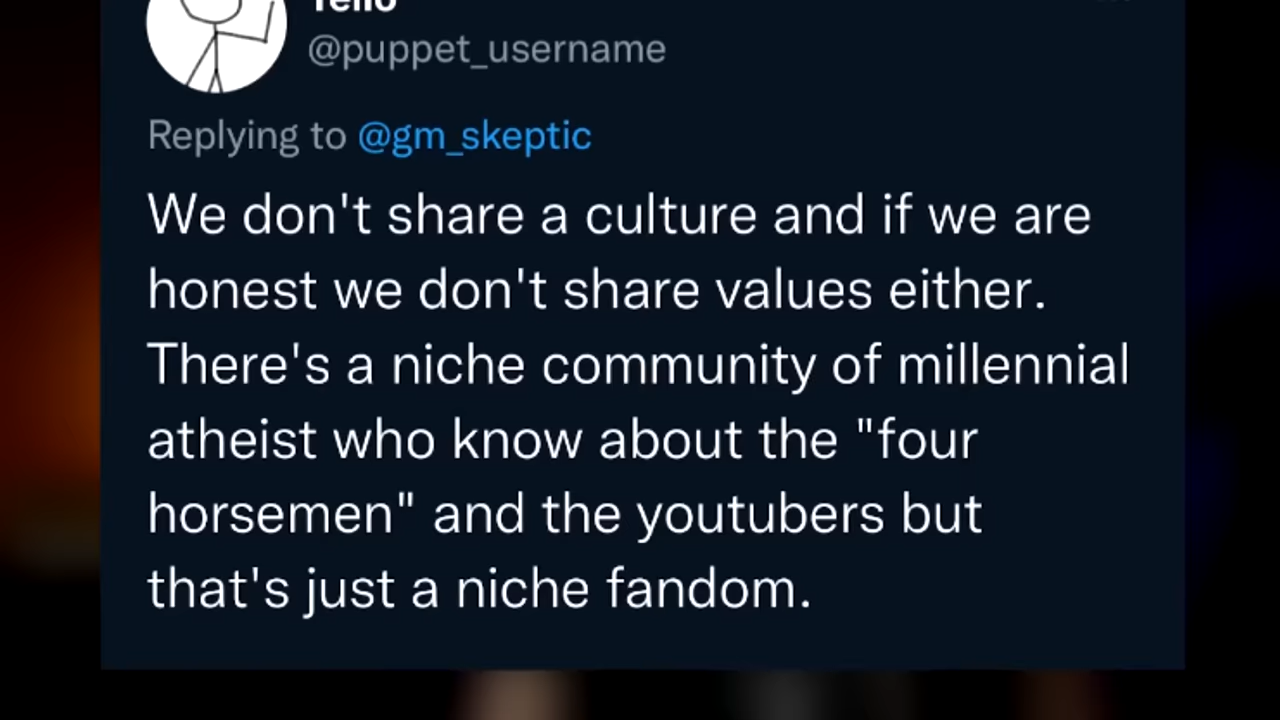 @puppet_username
Replying to @gm_skeptic
We don't share a culture and if we are
honest we don't share values either.
There's a niche community of millennial
atheist who know about the "four
horsemen" and the youtubers but
that's just a niche fandom.